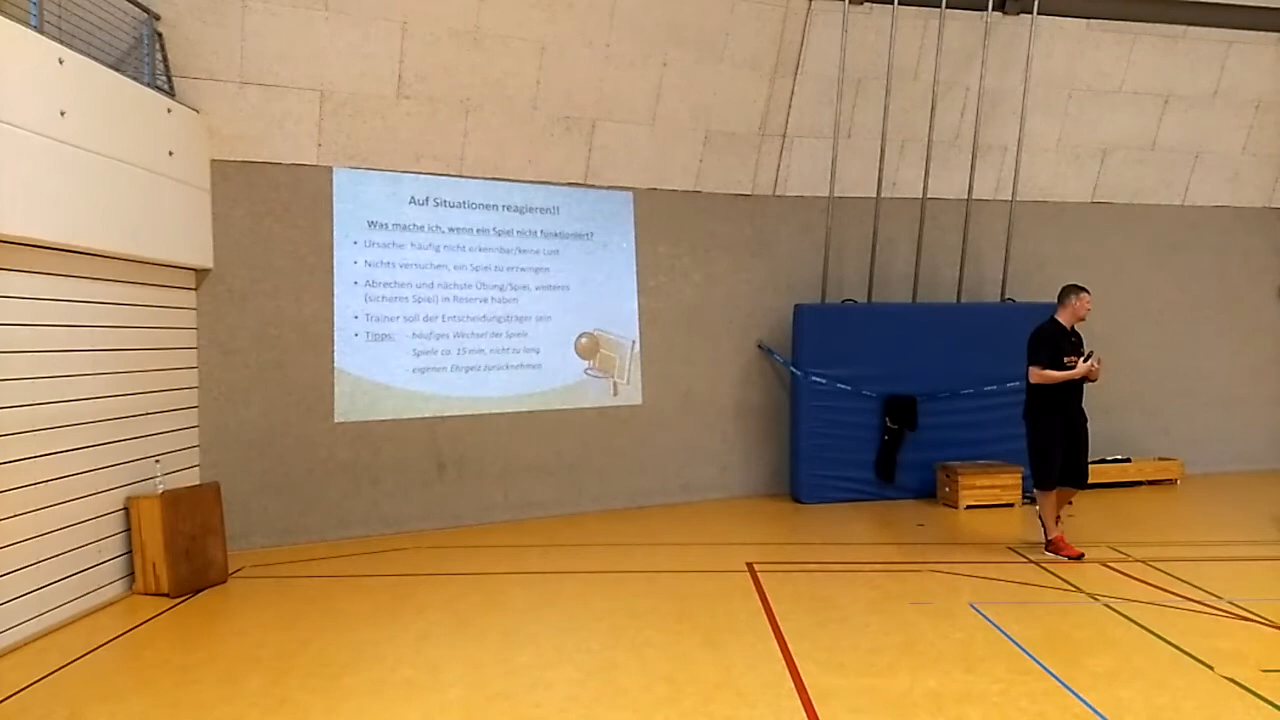 Auf Situationen reagieren!!
Was mache ich, wenn ein Spiel nicht funktioniert?
• Ursache: häufig nicht erkennbar/keine Lust
• Nichts versuchen, ein Spiel zu erzwingen
• Abrechen und nächste Übung/Spiel, weiteres
(sicheres Spiel) in Reserve haben
• Trainer soll der Entscheidungsträger sein
• Tipps: - häufiges Wechsel der Spiele
- Spiele ca. 15 min, nicht zu lang
- eigenen Ehrgeiz zurücknehmen